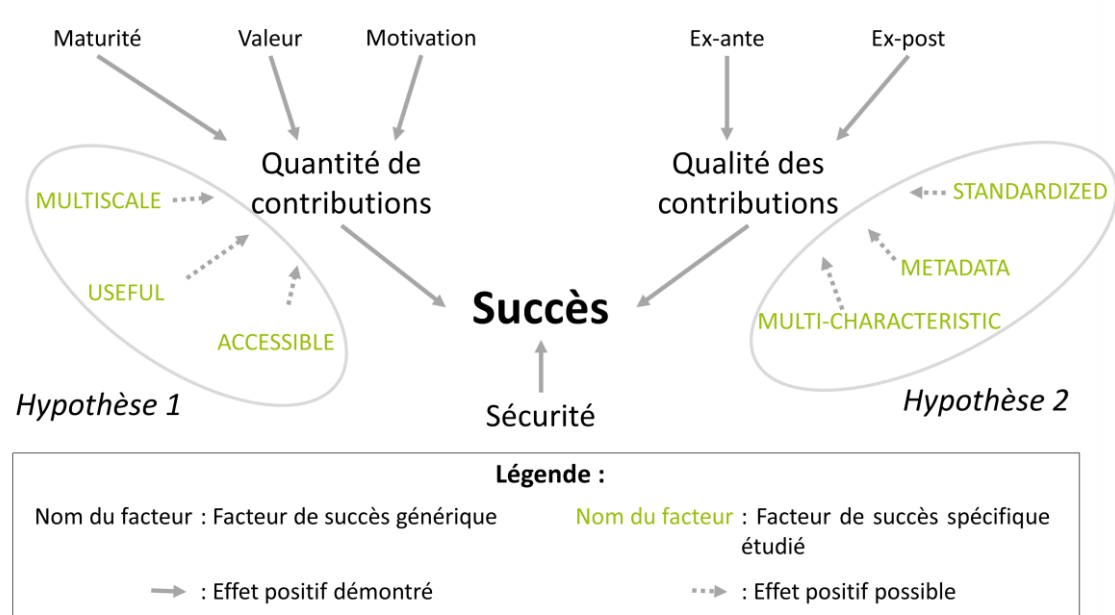 Maturité Valeur Motivation Ex-ante Ex-post
Quantité de
contributions
Qualité des
contributions
MULTISCALE
USEFUL
ACCESSIBLE
STANDARDIZED
METADATA
MULTI-CHARACTERISTIC
Succès
Hypothèse 1
Hypothèse 2
Sécurité
Légende :
Nom du facteur : Facteur de succès générique
Nom du facteur : Facteur de succès spécifique
étudié
: Effet positif démontré
: Effet positif possible